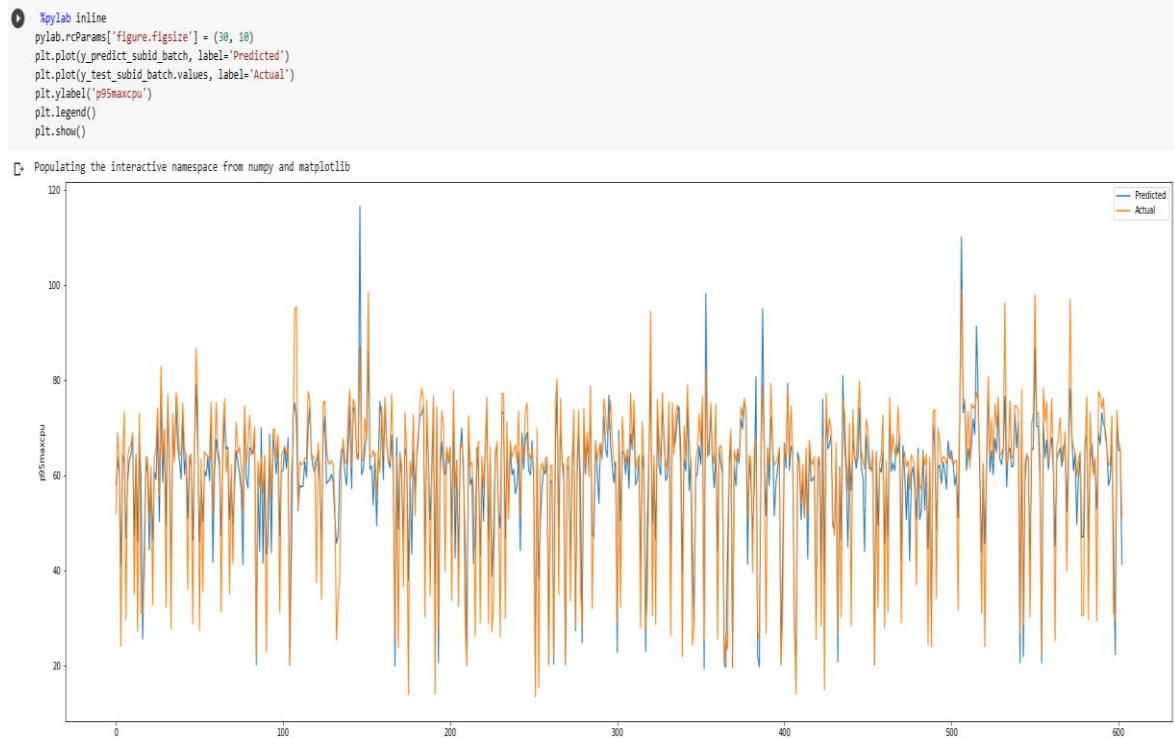 %pylab inline
pylab.rcParams['figure.figsize'] = (30, 10)
plt.plot(y_predict_subid_batch, label='Predicted')
plt.plot(y_test_subid_batch.values, label='Actual')
plt.ylabel('p95maxcpu')
plt.legend()
plt.show()
Populating the interactive namespace from numpy and matplotlib
120
Predicted
Actual
100
80
p95maxcpu
60
40
20
0 100 200 300 400 500 600